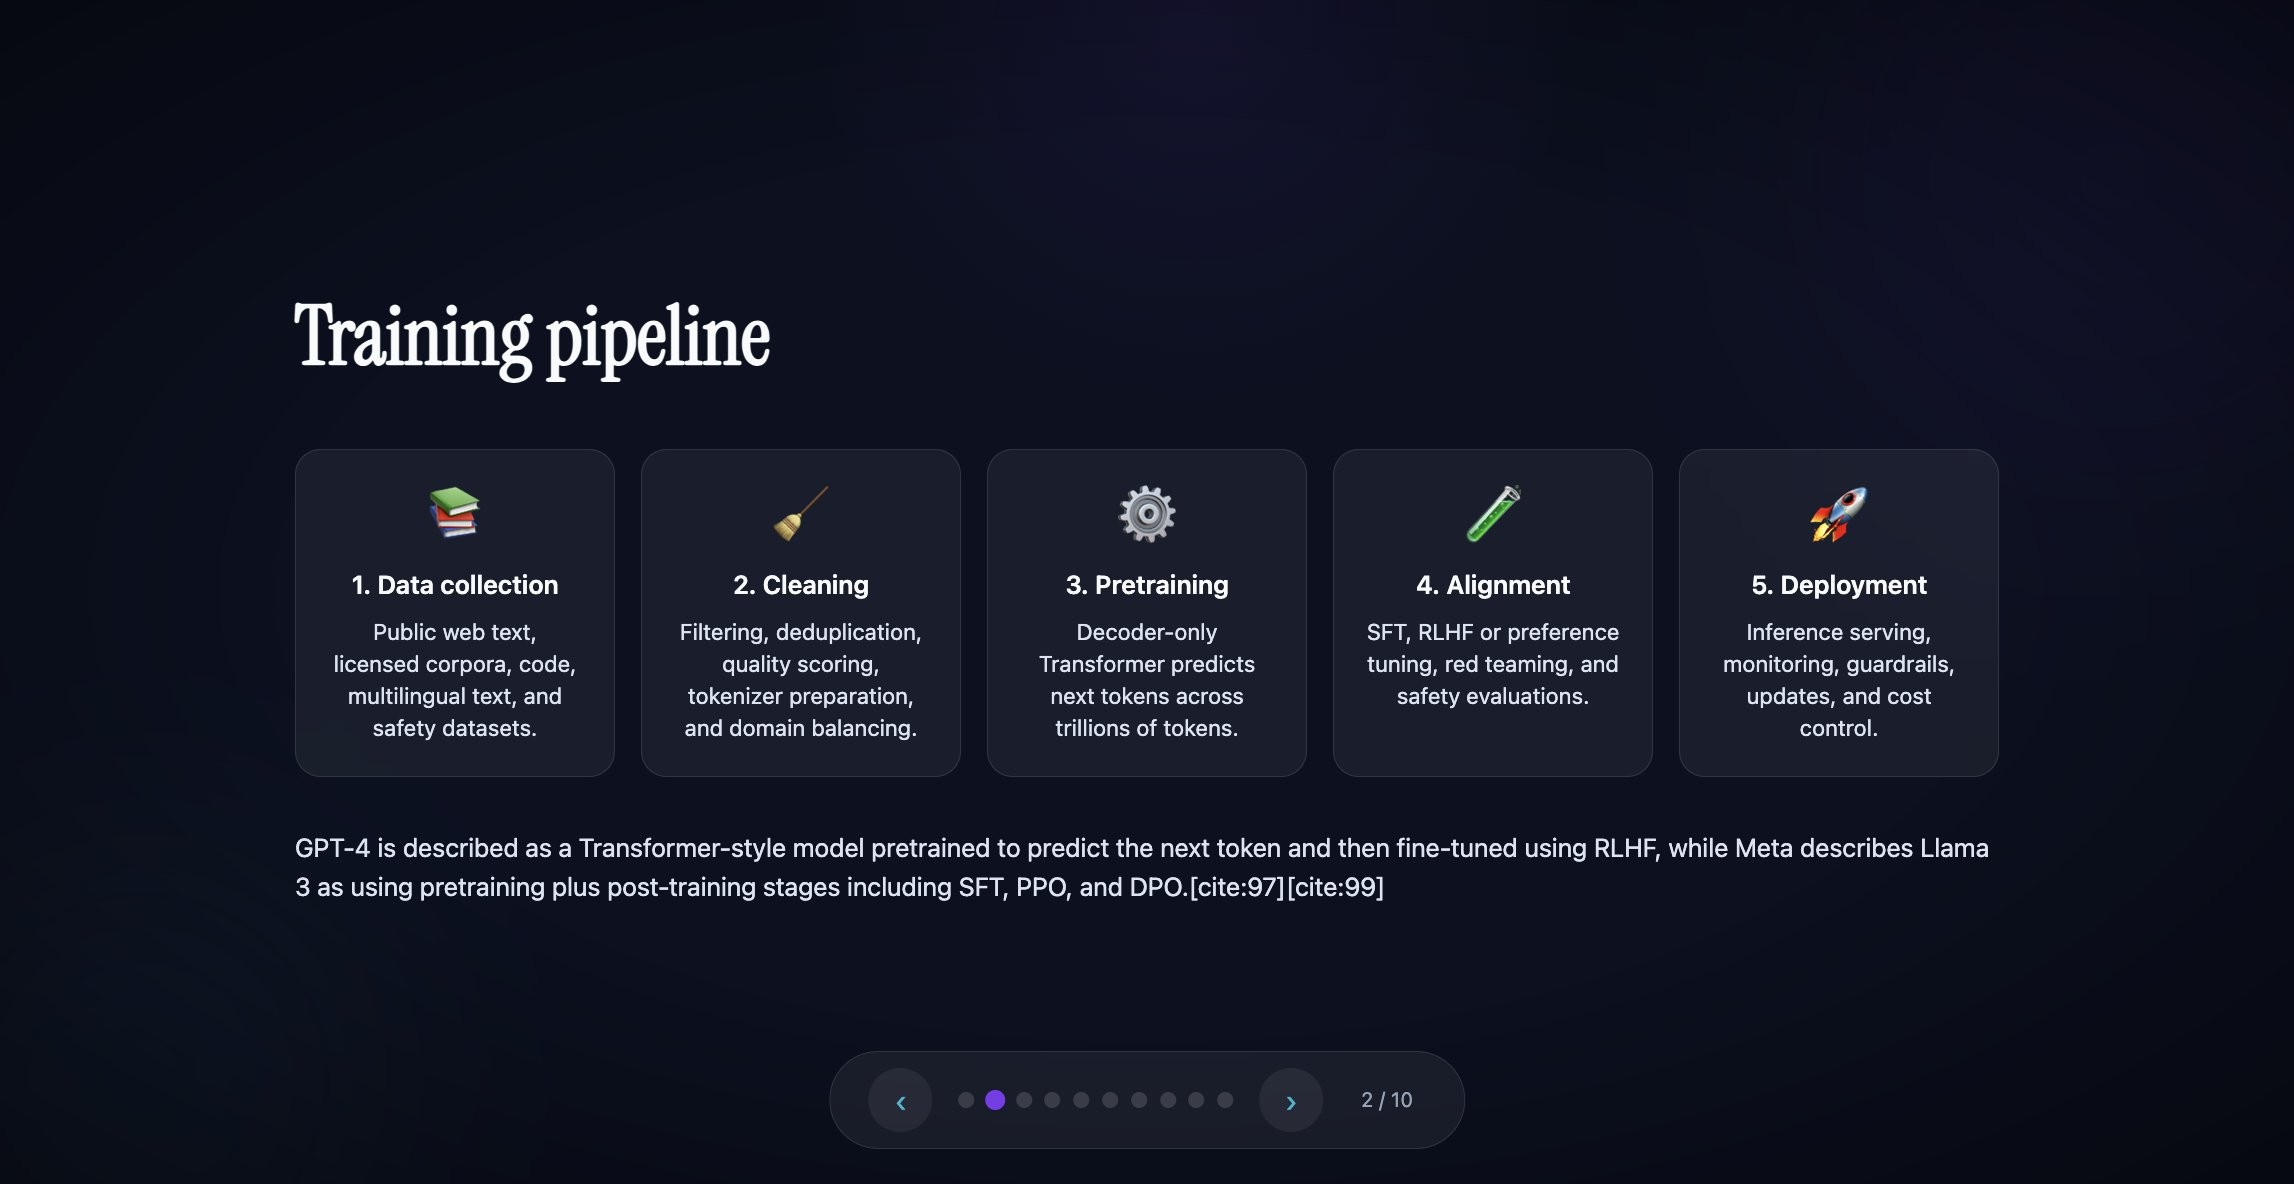 Training pipeline
1. Data collection
Public web text,
licensed corpora, code,
multilingual text, and
safety datasets.
2. Cleaning
Filtering, deduplication,
quality scoring,
tokenizer preparation,
and domain balancing.
3. Pretraining
Decoder-only
Transformer predicts
next tokens across
trillions of tokens.
4. Alignment
SFT, RLHF or preference
tuning, red teaming, and
safety evaluations.
5. Deployment
Inference serving,
monitoring, guardrails,
updates, and cost
control.
GPT-4 is described as a Transformer-style model pretrained to predict the next token and then fine-tuned using RLHF, while Meta describes Llama
3 as using pretraining plus post-training stages including SFT, PPO, and DPO.[cite:97][cite:99]
‹ › 2 / 10